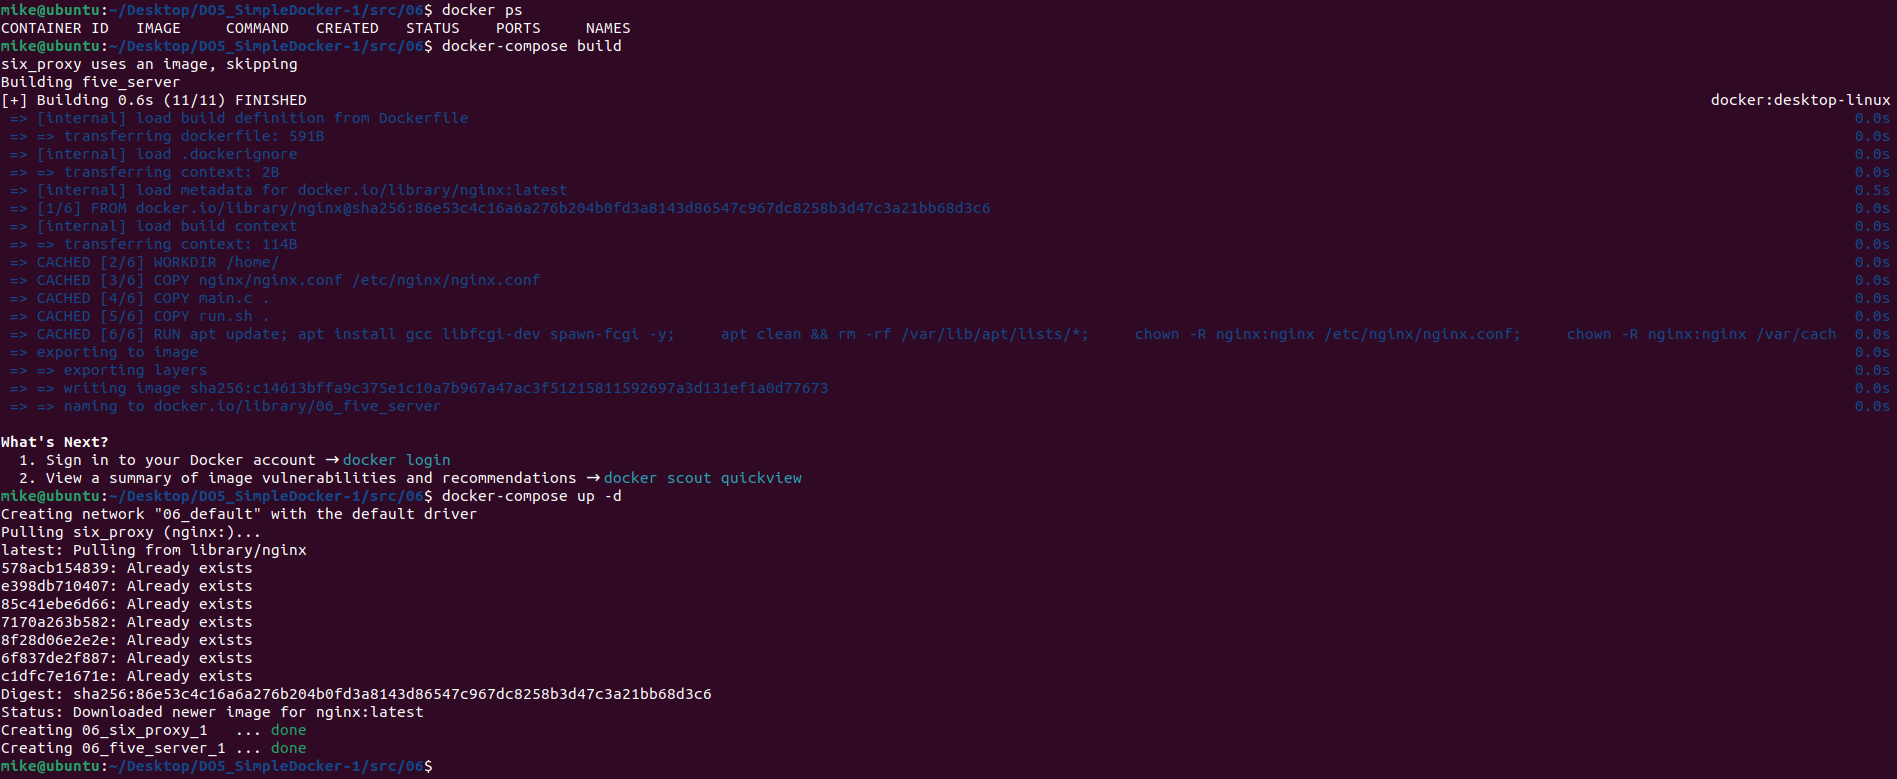 mike@ubuntu:~/Desktop/DO5_SimpleDocker-1/src/06$ docker ps
CONTAINER ID   IMAGE     COMMAND   CREATED   STATUS    PORTS     NAMES
mike@ubuntu:~/Desktop/DO5_SimpleDocker-1/src/06$ docker-compose build
six_proxy uses an image, skipping
Building five_server
[+] Building 0.6s (11/11) FINISHED docker:desktop-linux
=> [internal] load build definition from Dockerfile 0.0s
=> => transferring dockerfile: 591B 0.0s
=> [internal] load .dockerignore 0.0s
=> => transferring context: 2B 0.0s
=> [internal] load metadata for docker.io/library/nginx:latest 0.5s
=> [1/6] FROM docker.io/library/nginx@sha256:86e53c4c16a6a276b204b0fd3a8143d86547c967dc8258b3d47c3a21bb68d3c6 0.0s
=> [internal] load build context 0.0s
=> => transferring context: 114B 0.0s
=> CACHED [2/6] WORKDIR /home/ 0.0s
=> CACHED [3/6] COPY nginx/nginx.conf /etc/nginx/nginx.conf 0.0s
=> CACHED [4/6] COPY main.c . 0.0s
=> CACHED [5/6] COPY run.sh . 0.0s
=> CACHED [6/6] RUN apt update; apt install gcc libfcgi-dev spawn-fcgi -y;     apt clean && rm -rf /var/lib/apt/lists/*;     chown -R nginx:nginx /etc/nginx/nginx.conf;     chown -R nginx:nginx /var/cach 0.0s
=> exporting to image 0.0s
=> => exporting layers 0.0s
=> => writing image sha256:c14613bffa9c375e1c10a7b967a47ac3f51215811592697a3d131ef1a0d77673 0.0s
=> => naming to docker.io/library/06_five_server 0.0s
What's Next?
1. Sign in to your Docker account → docker login
2. View a summary of image vulnerabilities and recommendations → docker scout quickview
mike@ubuntu:~/Desktop/DO5_SimpleDocker-1/src/06$ docker-compose up -d
Creating network "06_default" with the default driver
Pulling six_proxy (nginx:)...
latest: Pulling from library/nginx
578acb154839: Already exists
e398db710407: Already exists
85c41ebe6d66: Already exists
7170a263b582: Already exists
8f28d06e2e2e: Already exists
6f837de2f887: Already exists
c1dfc7e1671e: Already exists
Digest: sha256:86e53c4c16a6a276b204b0fd3a8143d86547c967dc8258b3d47c3a21bb68d3c6
Status: Downloaded newer image for nginx:latest
Creating 06_six_proxy_1   ... done
Creating 06_five_server_1 ... done
mike@ubuntu:~/Desktop/DO5_SimpleDocker-1/src/06$